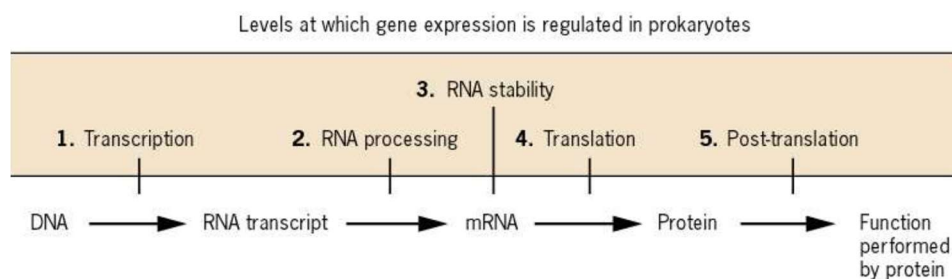 Levels at which gene expression is regulated in prokaryotes
3. RNA stability
1. Transcription
2. RNA processing
4. Translation
5. Post-translation
DNA
RNA transcript
mRNA
Protein
Function
performed
by protein